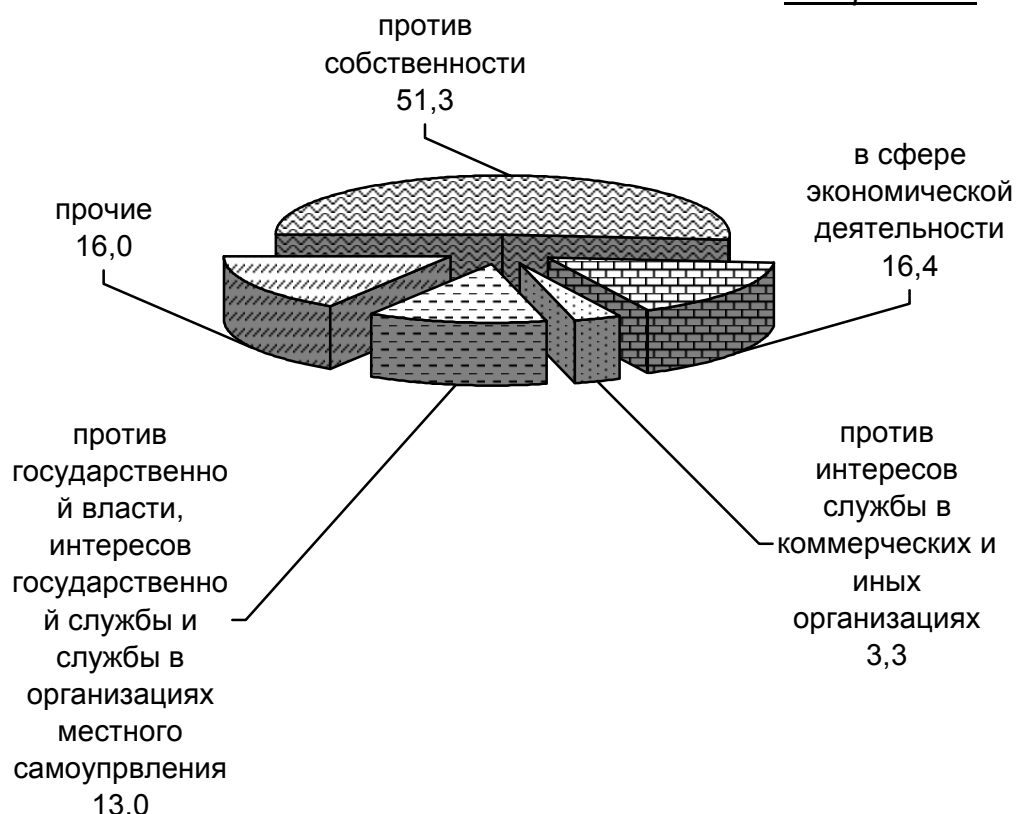 против
собственности
51,3
в сфере
экономической
деятельности
16,4
прочие
16,0
против
государственно
й власти,
интересов
государственно
й службы и
службы в
организациях
местного
самоупрвления
13,0
против
интересов
службы в
коммерческих и
иных
организациях
3,3